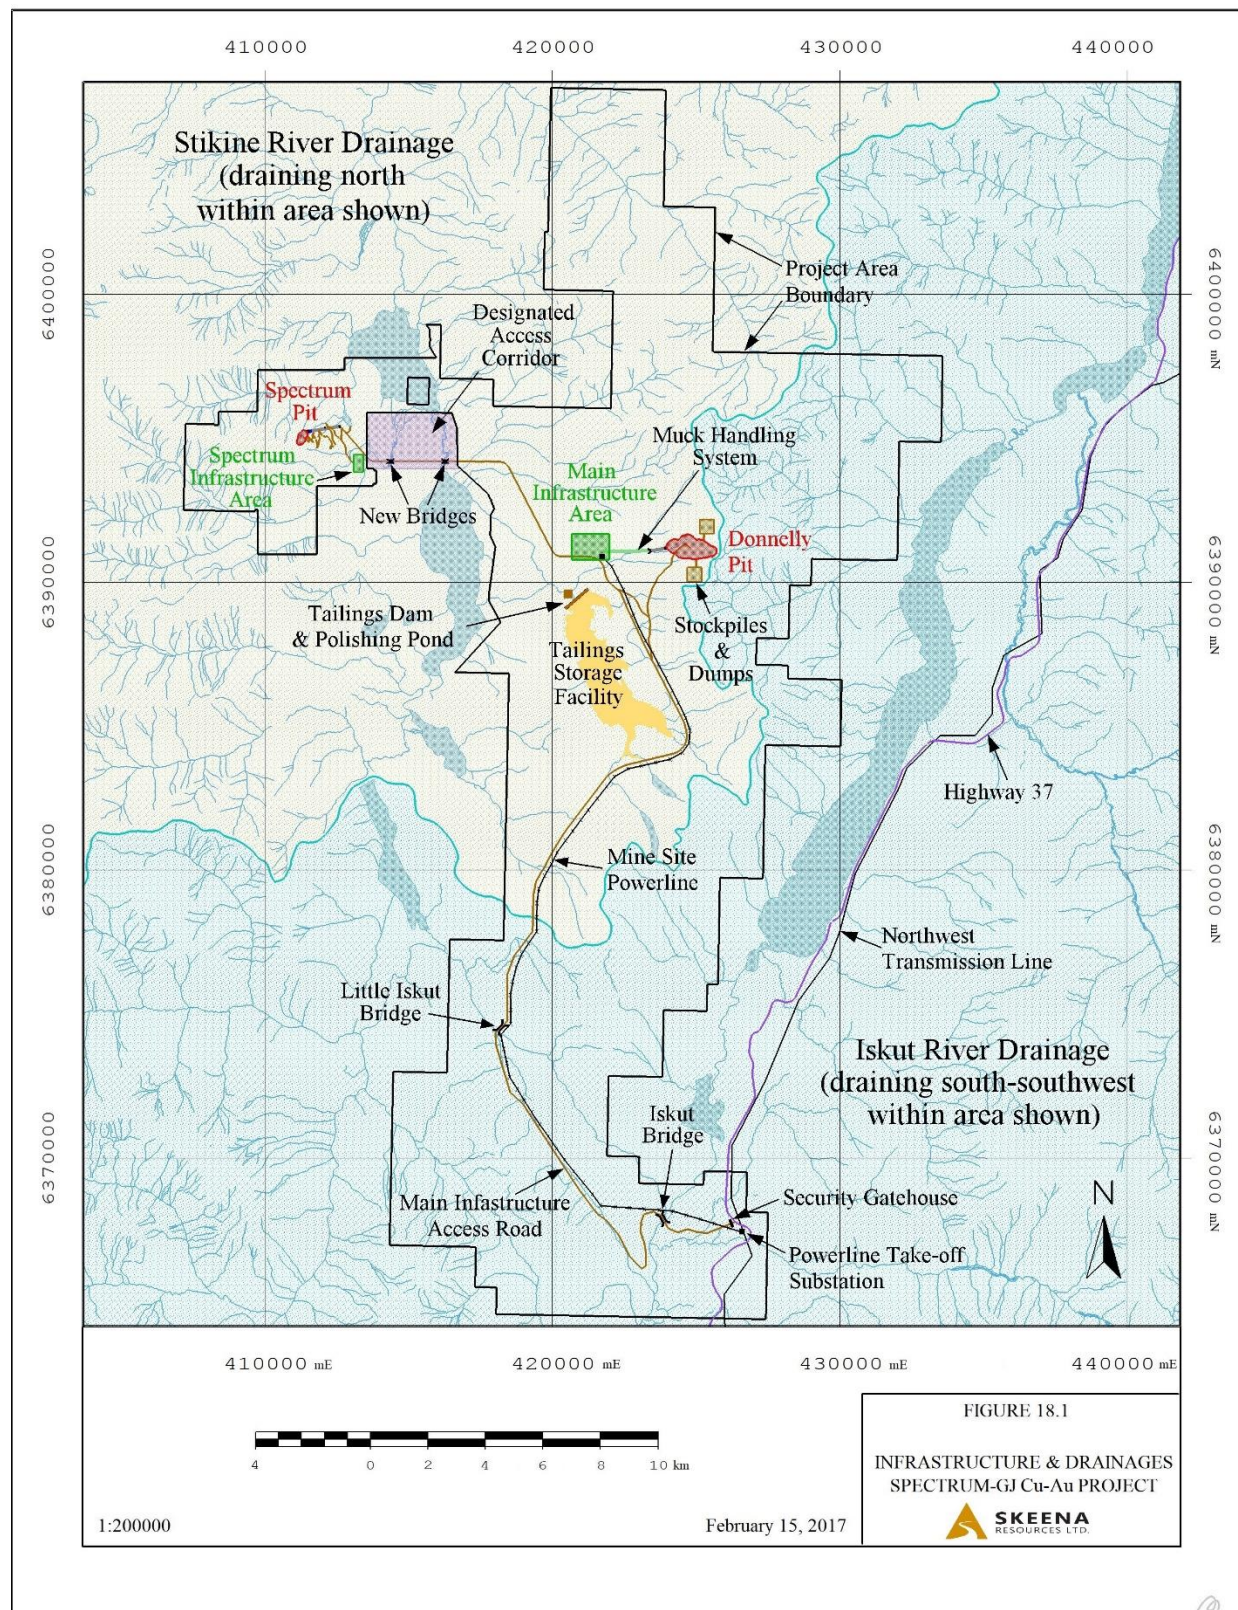 410000
420000
430000
440000
Stikine River Drainage
(draining north
within area shown)
Project Area
Boundary
6400000
6400000 mN
Designated
Access
Corridor
Spectrum
Pit
Muck Handling
System
Spectrum
Infrastructure
Area
Main
Infrastructure
Area
New Bridges
Donnelly
Pit
6390000
6390000 mN
Tailings Dam
& Polishing Pond
Tailings
Storage
Facility
Stockpiles
&
Dumps
Highway 37
6380000
6380000 mN
Mine Site
Powerline
Northwest
Transmission Line
Little Iskut
Bridge
Iskut River Drainage
(draining south-southwest
within area shown)
Iskut
Bridge
6370000
6370000 mN
Main Infastructure
Access Road
Security Gatehouse
N
Powerline Take-off
Substation
410000 mE
420000 mE
430000 mE
440000 mE
4 0 2 4 6 8 10 km
FIGURE 18.1
INFRASTRUCTURE & DRAINAGES
SPECTRUM-GJ Cu-Au PROJECT
SKEENA
RESOURCES LTD.
1:200000
February 15, 2017